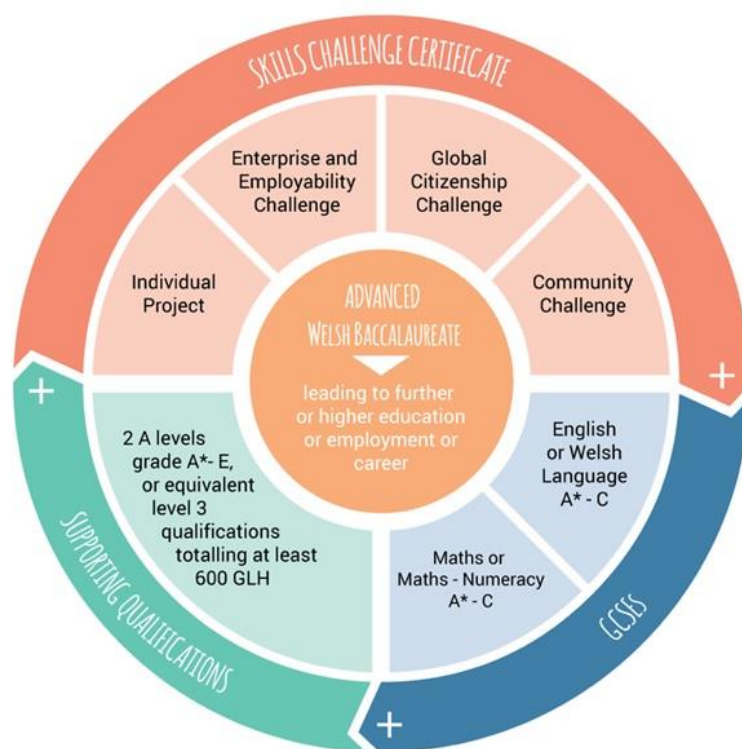 SKILLS CHALLENGE CERTIFICATE
Enterprise and
Employability
Challenge
Global
Citizenship
Challenge
Individual
Project
Community
Challenge
ADVANCED
WELSH BACCALAUREATE
leading to further
or higher education
or employment or
career
+
+
2 A levels
grade A*- E,
or equivalent
level 3
qualifications
totalling at least
600 GLH
English
or Welsh
Language
A* - C
Maths or
Maths - Numeracy
A* - C
SUPPORTING QUALIFICATIONS
GCSES
+